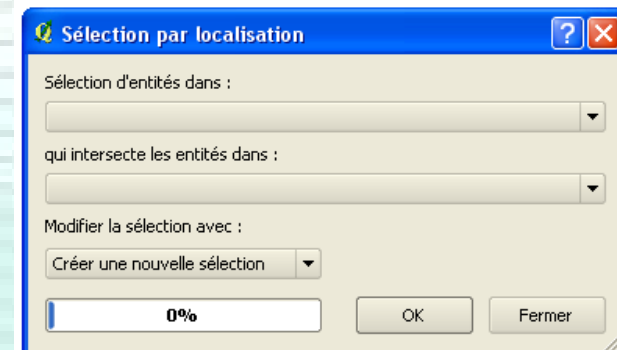 Sélection par localisation
Sélection d'entités dans :
qui intersecte les entités dans :
Modifier la sélection avec :
Créer une nouvelle sélection
0%
OK
Fermer